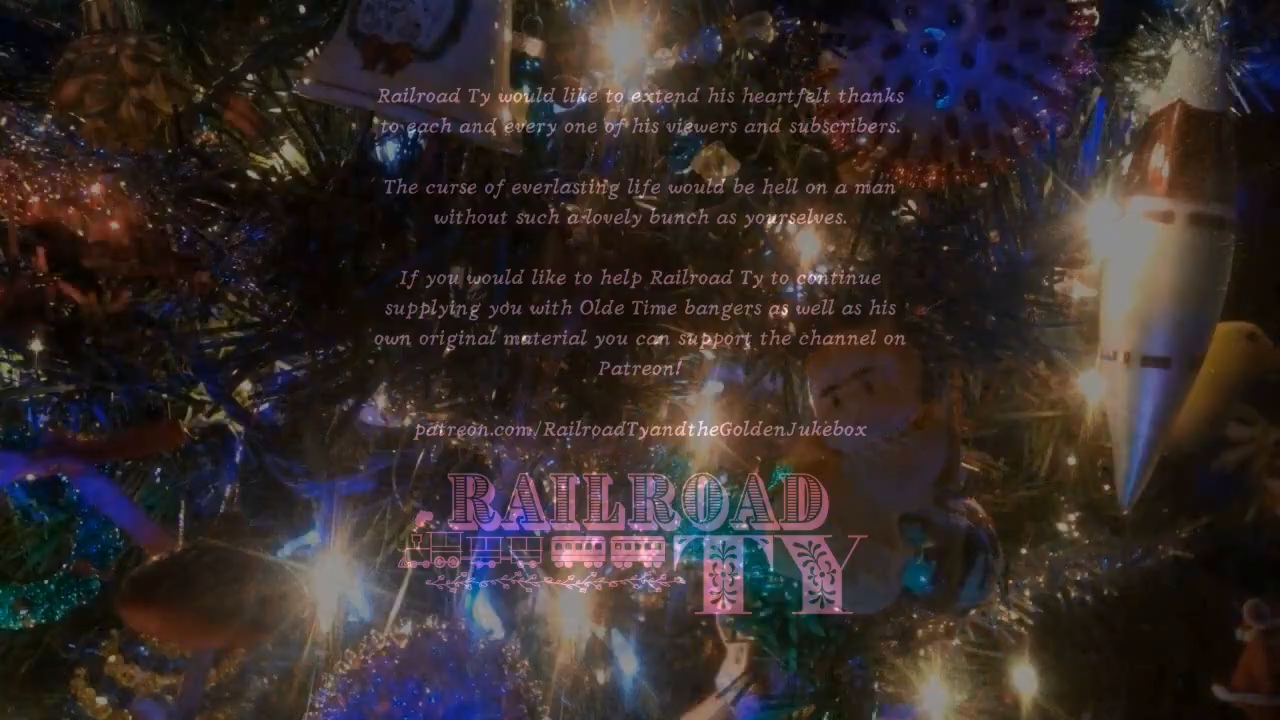 Railroad Ty would like to extend his heartfelt thanks
to each and every one of his viewers and subscribers.
The curse of everlasting life would be hell on a man
without such a lovely bunch as yourselves.
If you would like to help Railroad Ty to continue
supplying you with Olde Time bangers as well as his
own original material you can support the channel on
Patreon!
patreon.com/RailroadTyandtheGoldenJukebox
RAILROAD
TY